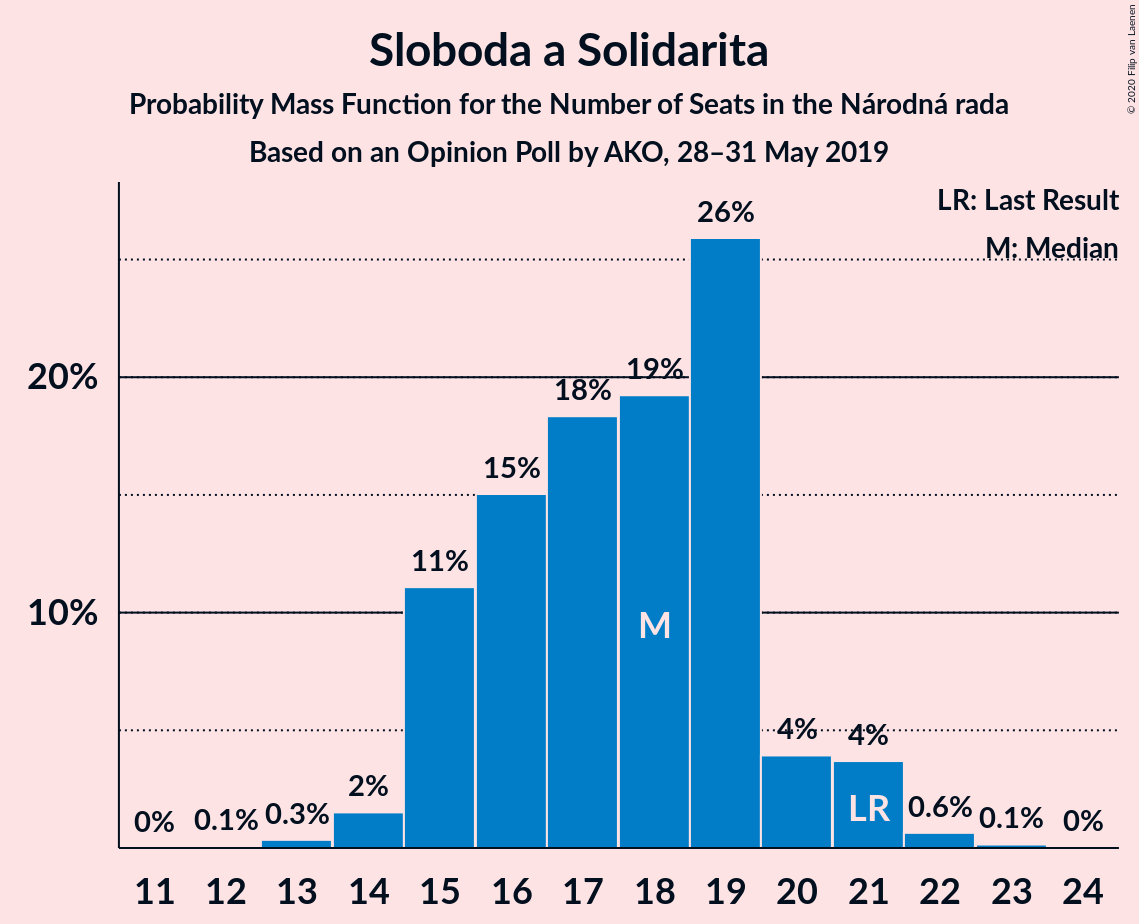 Sloboda a Solidarita
Probability Mass Function for the Number of Seats in the Národná rada
Based on an Opinion Poll by AKO, 28–31 May 2019
© 2020 Filip van Laenen
LR: Last Result
M: Median
20%
10%
0%
0.1%
0.3%
2%
11%
15%
18%
19%
26%
4%
4%
0.6%
0.1%
0%
M
LR
11 12 13 14 15 16 17 18 19 20 21 22 23 24